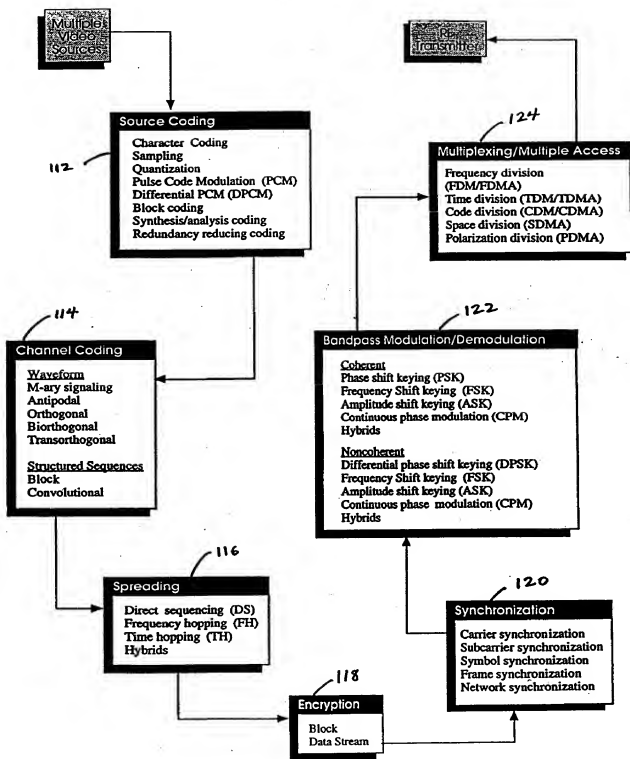 Multiple
Video
Sources
112
Source Coding
Character Coding
Sampling
Quantization
Pulse Code Modulation (PCM)
Differential PCM (DPCM)
Block coding
Synthesis/analysis coding
Redundancy reducing coding
114
Channel Coding
Waveform
M-ary signaling
Antipodal
Orthogonal
Biorthogonal
Transorthogonal
Structured Sequences
Block
Convolutional
116
Spreading
Direct sequencing (DS)
Frequency hopping (FH)
Time hopping (TH)
Hybrids
118
Encryption
Block
Data Stream
120
Synchronization
Carrier synchronization
Subcarrier synchronization
Symbol synchronization
Frame synchronization
Network synchronization
122
Bandpass Modulation/Demodulation
Coherent
Phase shift keying (PSK)
Frequency Shift keying (FSK)
Amplitude shift keying (ASK)
Continuous phase modulation (CPM)
Hybrids
Noncoherent
Differential phase shift keying (DPSK)
Frequency Shift keying (FSK)
Amplitude shift keying (ASK)
Continuous phase modulation (CPM)
Hybrids
124
Multiplexing/Multiple Access
Frequency division
(FDM/FDMA)
Time division (TDM/TDMA)
Code division (CDM/CDMA)
Space division (SDMA)
Polarization division (PDMA)
RF
Transmitter